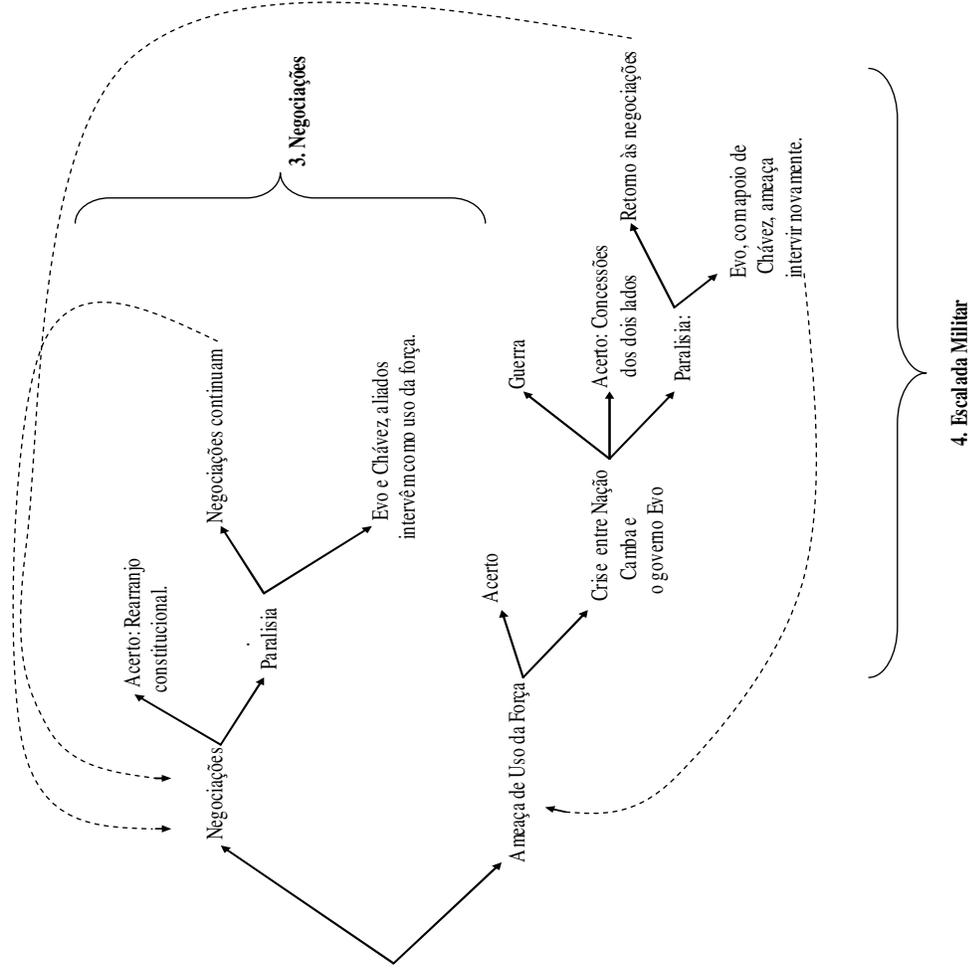 Negociações
Acerto: Rearranjo
constitucional.
Paralisia
Negociações continuam
Evo e Chávez, aliados
intervêm com o uso da força.
3. Negociações
Ameaça de Uso da Força
Acerto
Crise entre Nação
Camba e
o governo Evo
Guerra
Acerto: Concessões
dos dois lados
Paralisia:
Retorno às negociações
Evo, com apoio de
Chávez, ameaça
intervir novamente.
4. Escalada Militar